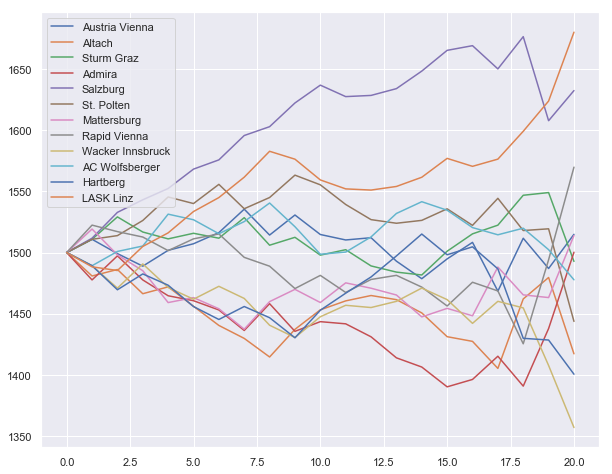 Austria Vienna
Altach
Sturm Graz
Admira
Salzburg
St. Polten
Mattersburg
Rapid Vienna
Wacker Innsbruck
AC Wolfsberger
Hartberg
LASK Linz
1650
1600
1550
1500
1450
1400
1350
0.0 2.5 5.0 7.5 10.0 12.5 15.0 17.5 20.0